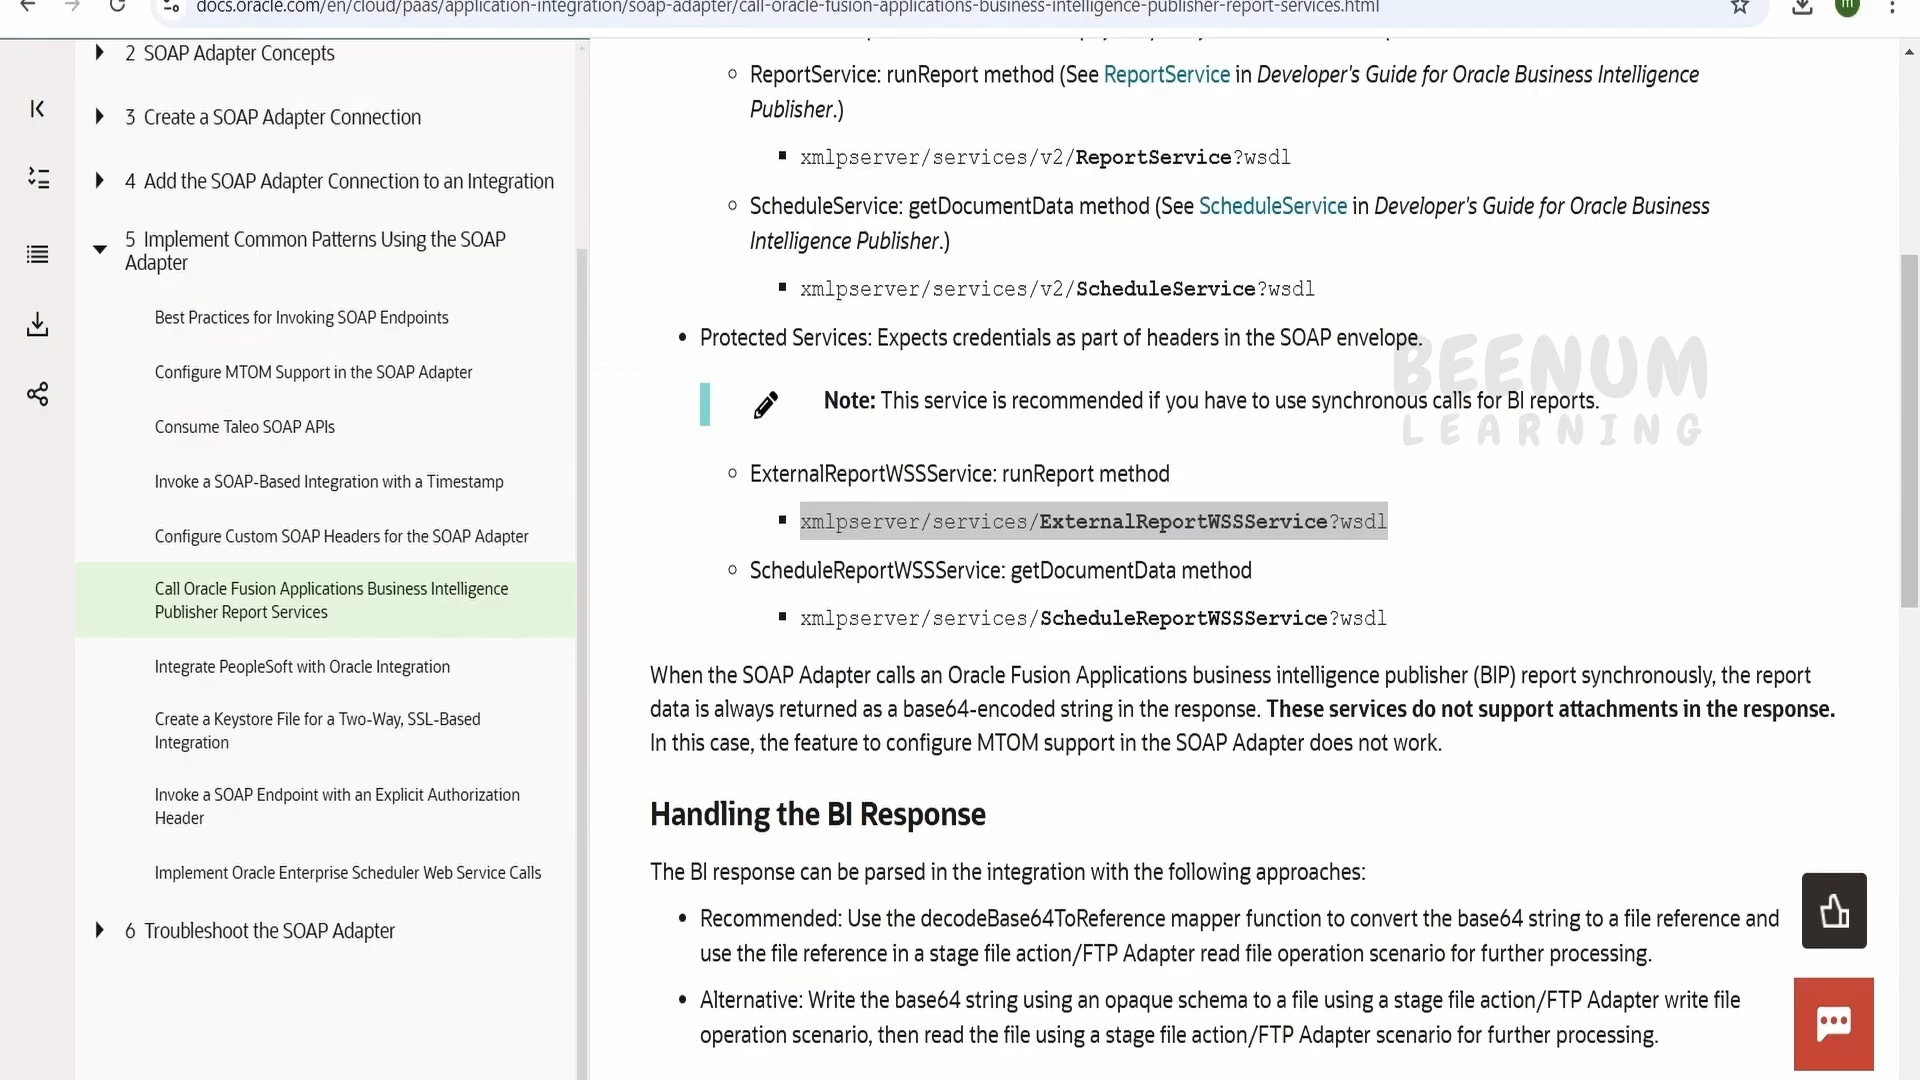 docs.oracle.com/en/cloud/paas/application-integration/soap-adapter/call-oracle-fusion-applications-business-intelligence-publisher-report-services.html
m
2 SOAP Adapter Concepts
3 Create a SOAP Adapter Connection
4 Add the SOAP Adapter Connection to an Integration
5 Implement Common Patterns Using the SOAP
Adapter
Best Practices for Invoking SOAP Endpoints
Configure MTOM Support in the SOAP Adapter
Consume Taleo SOAP APIs
Invoke a SOAP-Based Integration with a Timestamp
Configure Custom SOAP Headers for the SOAP Adapter
Call Oracle Fusion Applications Business Intelligence
Publisher Report Services
Integrate PeopleSoft with Oracle Integration
Create a Keystore File for a Two-Way, SSL-Based
Integration
Invoke a SOAP Endpoint with an Explicit Authorization
Header
Implement Oracle Enterprise Scheduler Web Service Calls
6 Troubleshoot the SOAP Adapter
ReportService: runReport method (See ReportService in Developer's Guide for Oracle Business Intelligence
Publisher.)
xmlpserver/services/v2/ReportService?wsdl
ScheduleService: getDocumentData method (See ScheduleService in Developer's Guide for Oracle Business
Intelligence Publisher.)
xmlpserver/services/v2/ScheduleService?wsdl
Protected Services: Expects credentials as part of headers in the SOAP envelope.
BEENUM
LEARNING
Note: This service is recommended if you have to use synchronous calls for BI reports.
ExternalReportWSSService: runReport method
xmlpserver/services/ExternalReportWSSService?wsdl
ScheduleReportWSSService: getDocumentData method
xmlpserver/services/ScheduleReportWSSService?wsdl
When the SOAP Adapter calls an Oracle Fusion Applications business intelligence publisher (BIP) report synchronously, the report
data is always returned as a base64-encoded string in the response. These services do not support attachments in the response.
In this case, the feature to configure MTOM support in the SOAP Adapter does not work.
Handling the BI Response
The BI response can be parsed in the integration with the following approaches:
Recommended: Use the decodeBase64ToReference mapper function to convert the base64 string to a file reference and
use the file reference in a stage file action/FTP Adapter read file operation scenario for further processing.
Alternative: Write the base64 string using an opaque schema to a file using a stage file action/FTP Adapter write file
operation scenario, then read the file using a stage file action/FTP Adapter scenario for further processing.